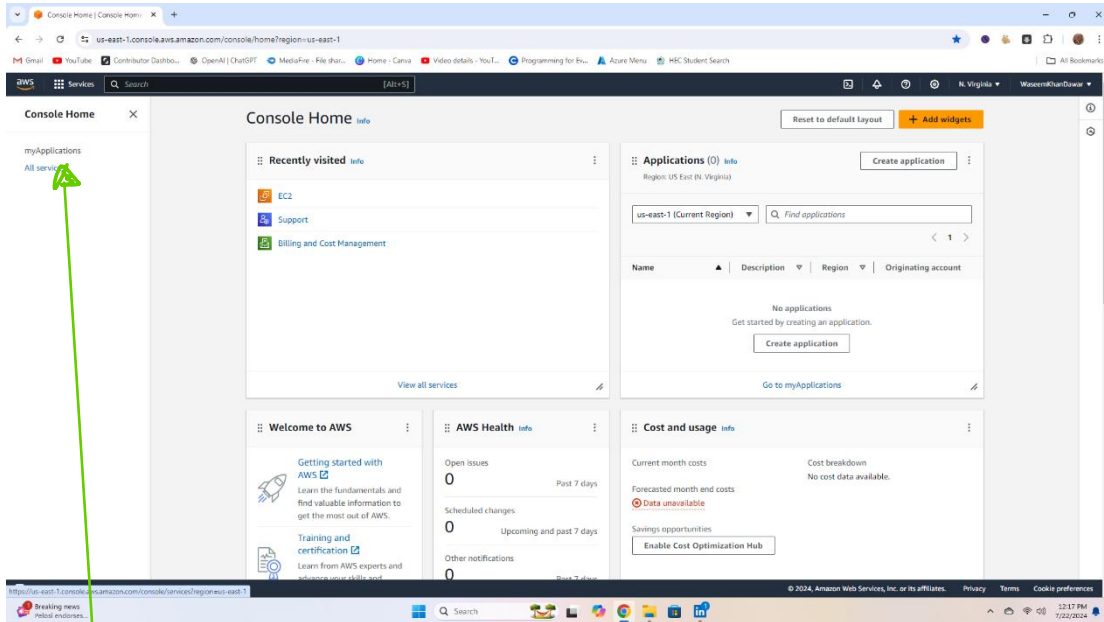 Console Home | Console Hom
us-east-1.console.aws.amazon.com/console/home?region=us-east-1
Gmail YouTube Contributor Dashbo... OpenAI | ChatGPT MediaFire - File shar... Home - Canva Video details - YouT... Programming for Ev... Azure Menu HEC Student Search All Bookmarks
aws Services Search [Alt+S] N. Virginia WaseemKhanDawar
Console Home
myApplications
All servic
Console Home Info
Reset to default layout + Add widgets
Recently visited Info
EC2
Support
Billing and Cost Management
View all services
Applications (0) Info
Create application
Region: US East (N. Virginia)
us-east-1 (Current Region) Find applications
1
Name Description Region Originating account
No applications
Get started by creating an application.
Create application
Go to myApplications
Welcome to AWS
Getting started with
AWS
Learn the fundamentals and
find valuable information to
get the most out of AWS.
Training and
certification
Learn from AWS experts and
advance your skills and
AWS Health Info
Open issues
0 Past 7 days
Scheduled changes
0 Upcoming and past 7 days
Other notifications
0 Past 7 days
Cost and usage Info
Current month costs
Forecasted month end costs
Data unavailable
Savings opportunities
Enable Cost Optimization Hub
Cost breakdown
No cost data available.
https://us-east-1.console.aws.amazon.com/console/services?region=us-east-1
© 2024, Amazon Web Services, Inc. or its affiliates. Privacy Terms Cookie preferences
Breaking news
Pelosi endorses...
Search
12:17 PM
7/22/2024